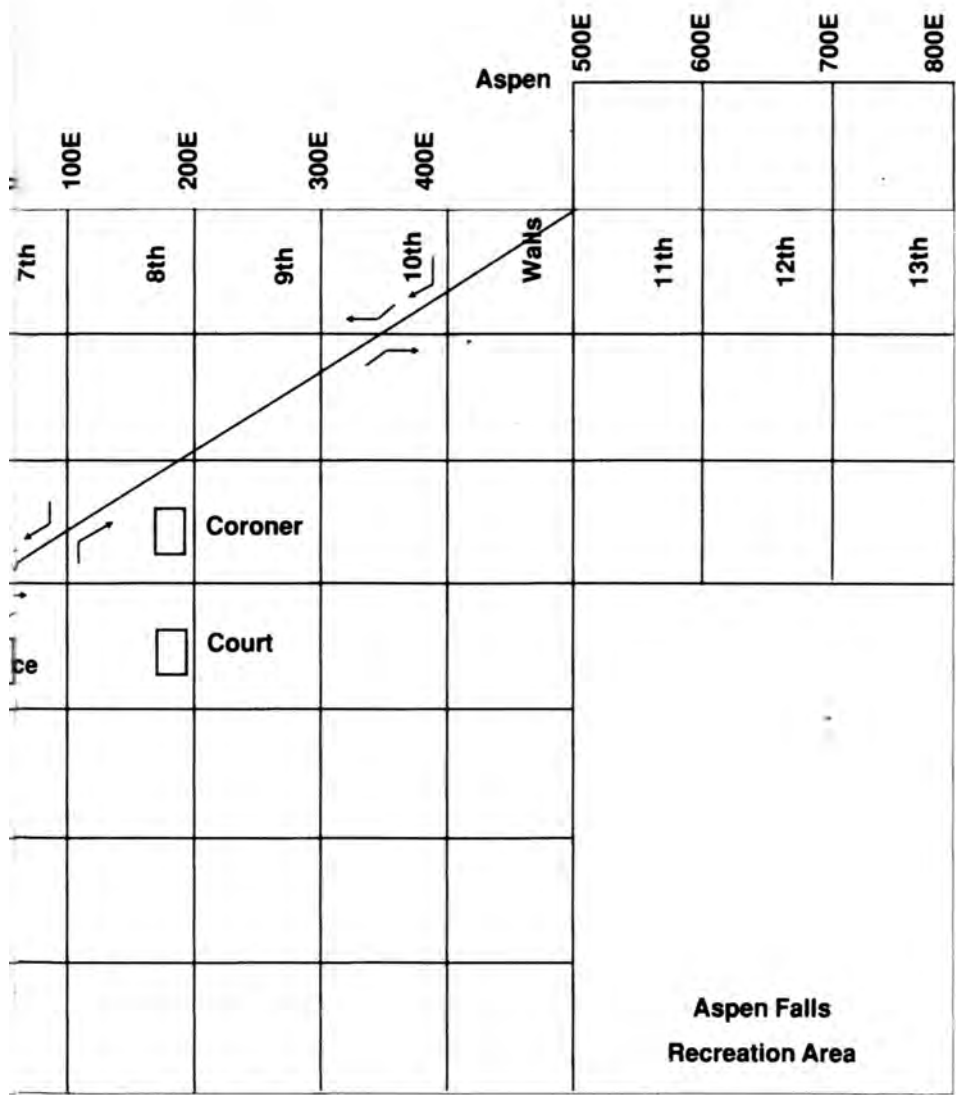 500E
600E
700E
800E
Aspen
100E
200E
300E
400E
7th
8th
9th
10th
Walls
11th
12th
13th
Coroner
Court
ce
Aspen Falls
Recreation Area